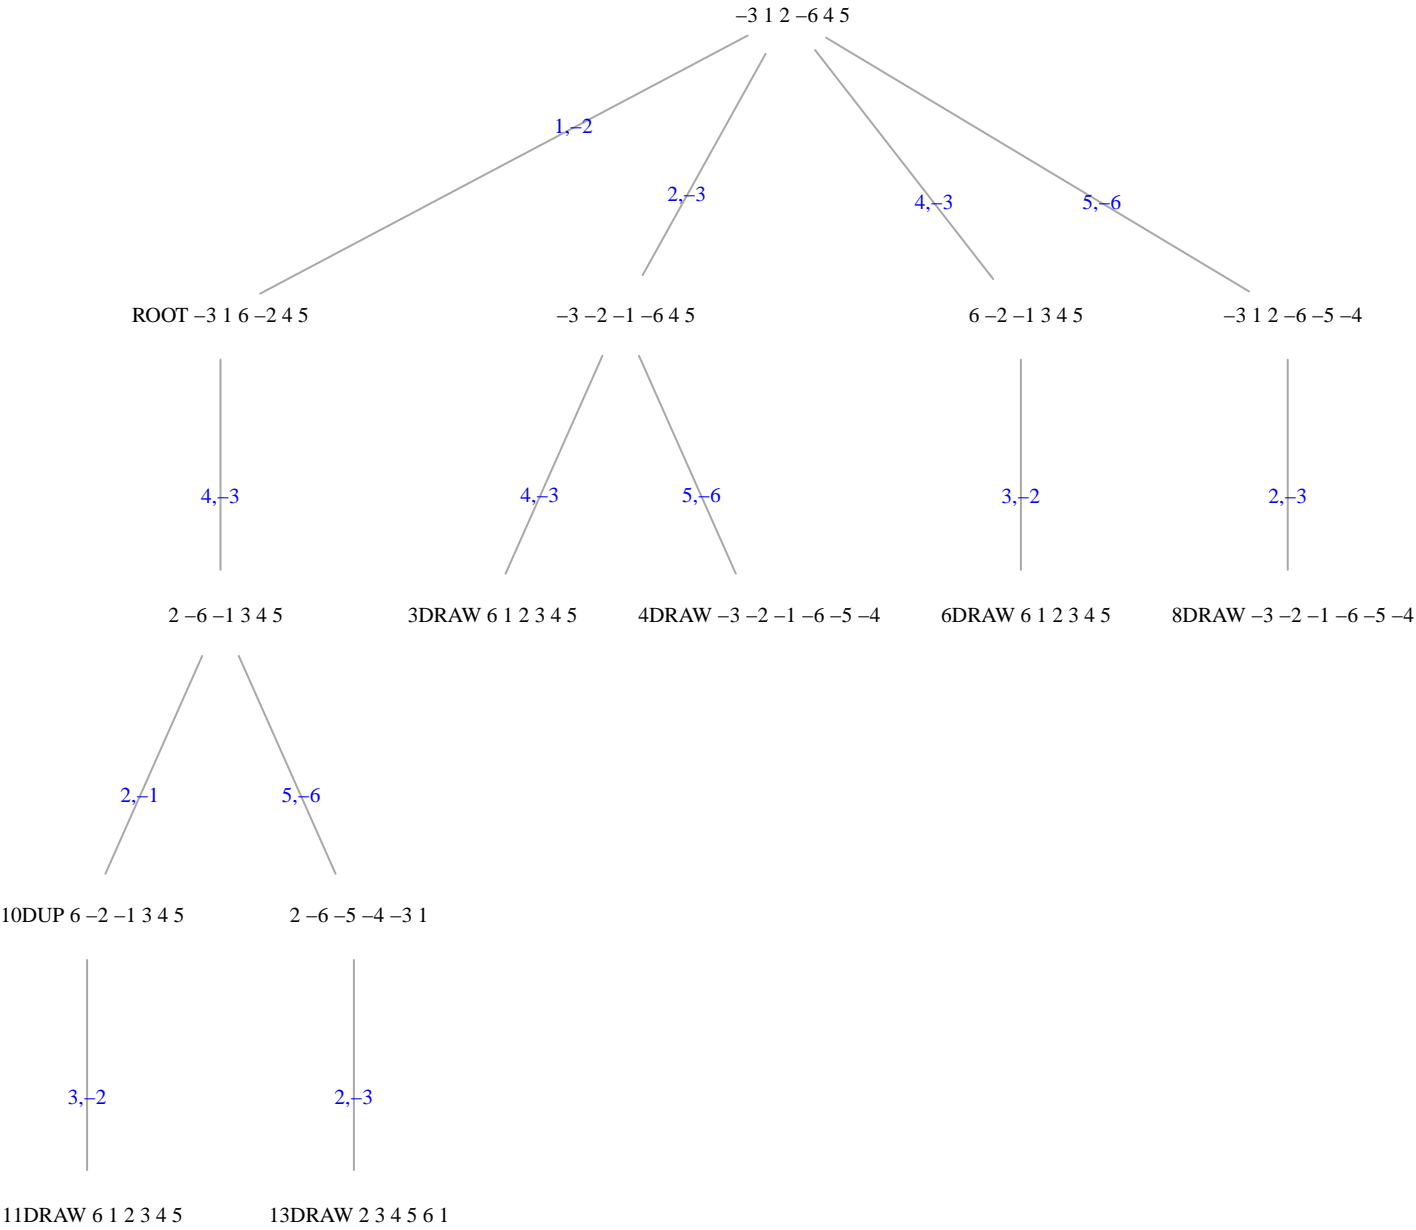 –3 1 2 –6 4 5
1,–2
2,–3
4,–3
5,–6
ROOT –3 1 6 –2 4 5
–3 –2 –1 –6 4 5
6 –2 –1 3 4 5
–3 1 2 –6 –5 –4
4,–3
4,–3
5,–6
3,–2
2,–3
2 –6 –1 3 4 5
3DRAW 6 1 2 3 4 5
4DRAW –3 –2 –1 –6 –5 –4
6DRAW 6 1 2 3 4 5
8DRAW –3 –2 –1 –6 –5 –4
2,–1
5,–6
10DUP 6 –2 –1 3 4 5
2 –6 –5 –4 –3 1
3,–2
2,–3
11DRAW 6 1 2 3 4 5
13DRAW 2 3 4 5 6 1